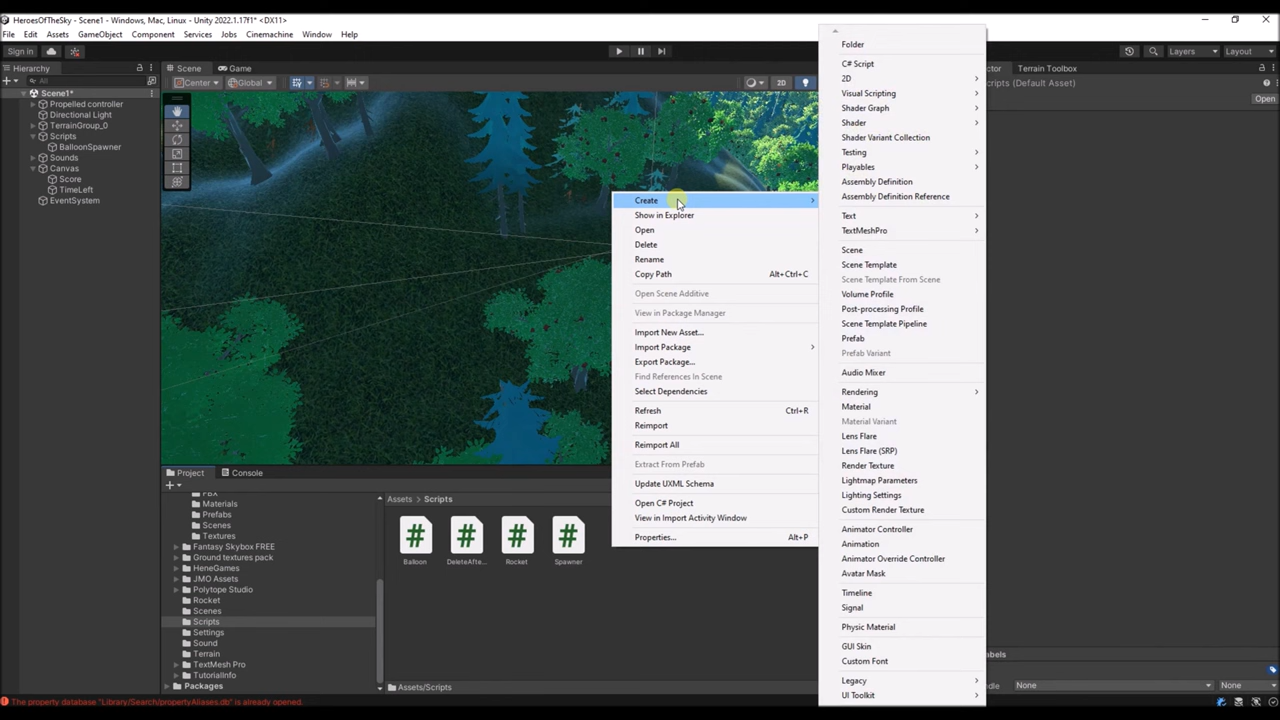 HeroesOfTheSky - Scene1 - Windows, Mac, Linux - Unity 2022.1.17f1* <DX11>
File Edit Assets GameObject Component Services Jobs Cinemachine Window Help
Sign in
Layers Layout
Hierarchy
All
Scene1*
Propelled controller
Directional Light
TerrainGroup_0
Scripts
BalloonSpawner
Sounds
Canvas
Score
TimeLeft
EventSystem
Scene Game
Center Global 2D
Create
Show in Explorer
Open
Delete
Rename
Copy Path Alt+Ctrl+C
Open Scene Additive
View in Package Manager
Import New Asset...
Import Package
Export Package...
Find References In Scene
Select Dependencies
Refresh Ctrl+R
Reimport
Reimport All
Extract From Prefab
Update UXML Schema
Open C# Project
View in Import Activity Window
Properties... Alt+P
Folder
C# Script
2D
Visual Scripting
Shader Graph
Shader
Shader Variant Collection
Testing
Playables
Assembly Definition
Assembly Definition Reference
Text
TextMeshPro
Scene
Scene Template
Scene Template From Scene
Volume Profile
Post-processing Profile
Scene Template Pipeline
Prefab
Prefab Variant
Audio Mixer
Rendering
Material
Material Variant
Lens Flare
Lens Flare (SRP)
Render Texture
Lightmap Parameters
Lighting Settings
Custom Render Texture
Animator Controller
Animation
Animator Override Controller
Avatar Mask
Timeline
Signal
Physic Material
GUI Skin
Custom Font
Legacy
UI Toolkit
Terrain Toolbox
(Default Asset)
Open
None None
Project Console
Materials
Prefabs
Scenes
Textures
Fantasy Skybox FREE
Ground textures pack
HeneGames
JMO Assets
Polytope Studio
Rocket
Scenes
Scripts
Settings
Sound
Terrain
TextMesh Pro
TutorialInfo
Packages
Assets > Scripts
Balloon DeleteAfte... Rocket Spawner
Assets/Scripts
The property database "Library/Search/propertyAliases.db" is already opened.